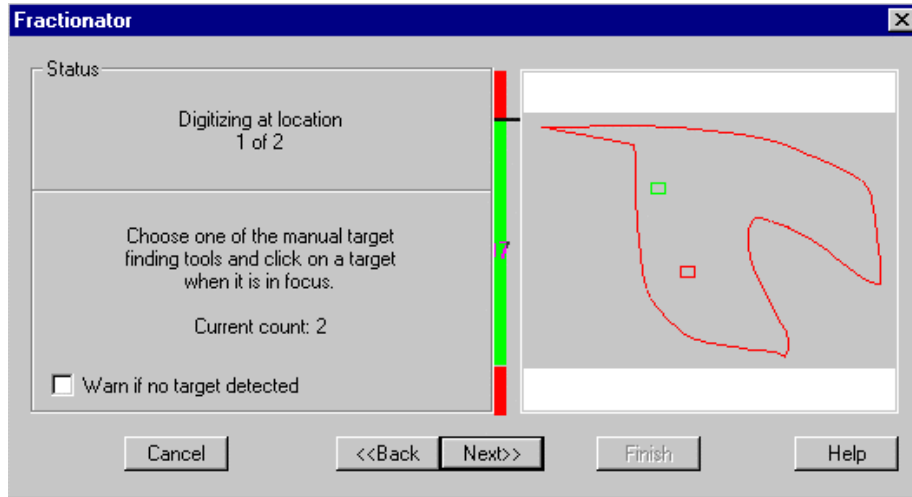 Fractionator
Status
Digitizing at location
1 of 2
Choose one of the manual target
finding tools and click on a target
when it is in focus.
Current count: 2
Warn if no target detected
7
Cancel
<<Back
Next>>
Finish
Help